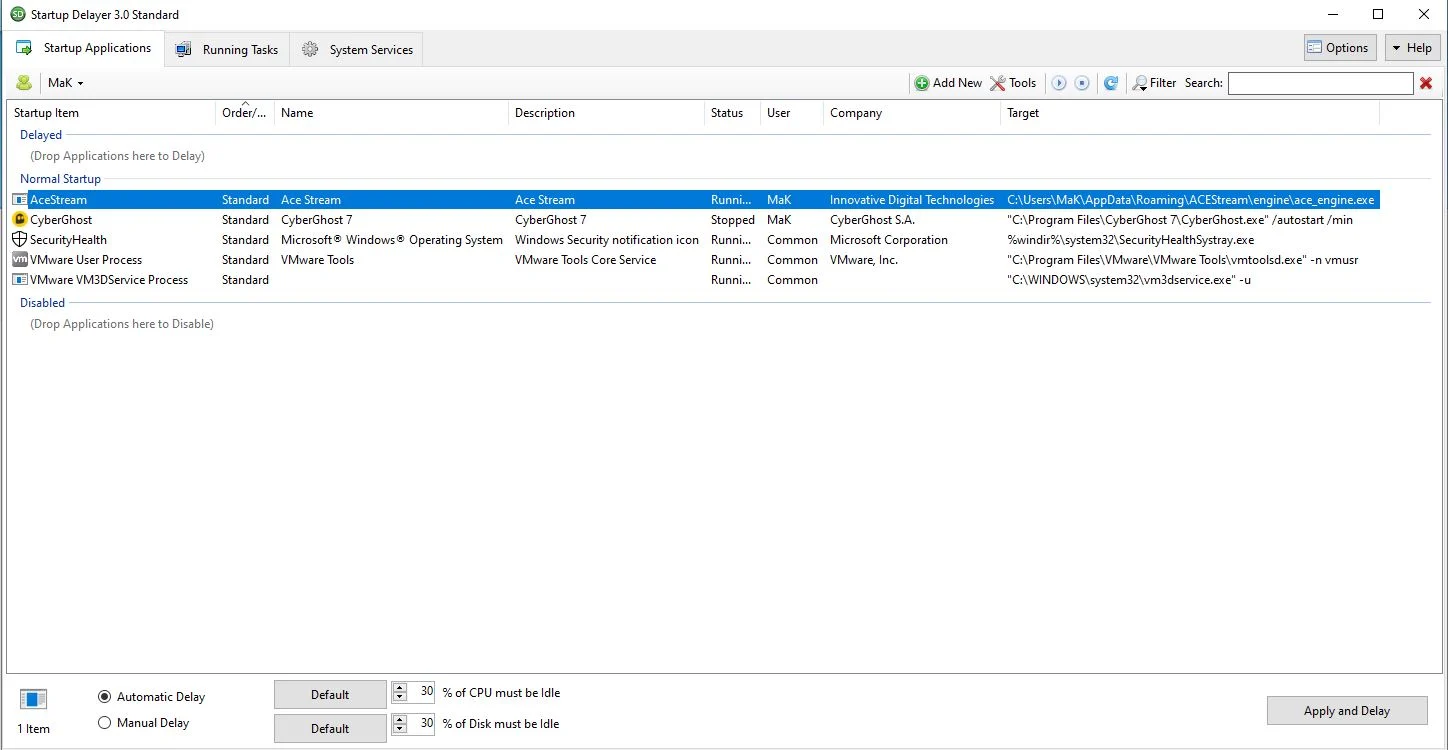 SD Startup Delayer 3.0 Standard
Startup Applications Running Tasks System Services Options Help
MaK Add New Tools Filter Search:
Startup Item Order/... Name Description Status User Company Target
Delayed
(Drop Applications here to Delay)
Normal Startup
AceStream Standard Ace Stream Ace Stream Runni... MaK Innovative Digital Technologies C:\Users\MaK\AppData\Roaming\ACEStream\engine\ace_engine.exe
CyberGhost Standard CyberGhost 7 CyberGhost 7 Stopped MaK CyberGhost S.A. "C:\Program Files\CyberGhost 7\CyberGhost.exe" /autostart /min
SecurityHealth Standard Microsoft® Windows® Operating System Windows Security notification icon Runni... Common Microsoft Corporation %windir%\system32\SecurityHealthSystray.exe
vm VMware User Process Standard VMware Tools VMware Tools Core Service Runni... Common VMware, Inc. "C:\Program Files\VMware\VMware Tools\vmtoolsd.exe" -n vmusr
VMware VM3DService Process Standard Runni... Common "C:\WINDOWS\system32\vm3dservice.exe" -u
Disabled
(Drop Applications here to Disable)
Automatic Delay Default 30 % of CPU must be Idle
1 Item Manual Delay Default 30 % of Disk must be Idle
Apply and Delay